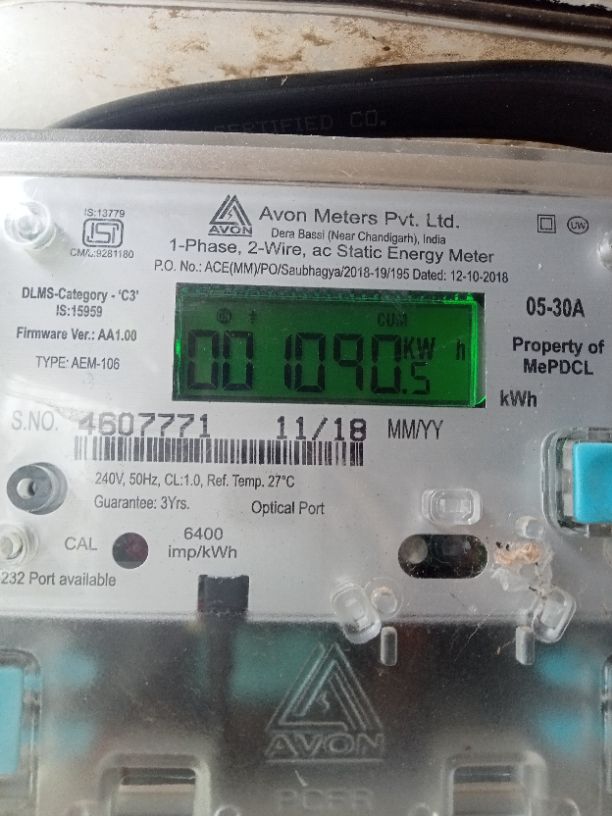 CERTIFIED CO.
IS:13779
ISI
CM/L:9281180
AVON
Avon Meters Pvt. Ltd.
Dera Bassi (Near Chandigarh), India
UW
1-Phase, 2-Wire, ac Static Energy Meter
P.O. No.: ACE(MM)/PO/Saubhagya/2018-19/195 Dated: 12-10-2018
DLMS-Category - 'C3'
IS:15959
Firmware Ver.: AA1.00
TYPE: AEM-106
CUM
001090.5 KW h
05-30A
Property of
MePDCL
kWh
S.NO. 4607771 11/18 MM/YY
240V, 50Hz, CL:1.0, Ref. Temp. 27°C
Guarantee: 3Yrs. Optical Port
CAL
6400
imp/kWh
232 Port available
AVON